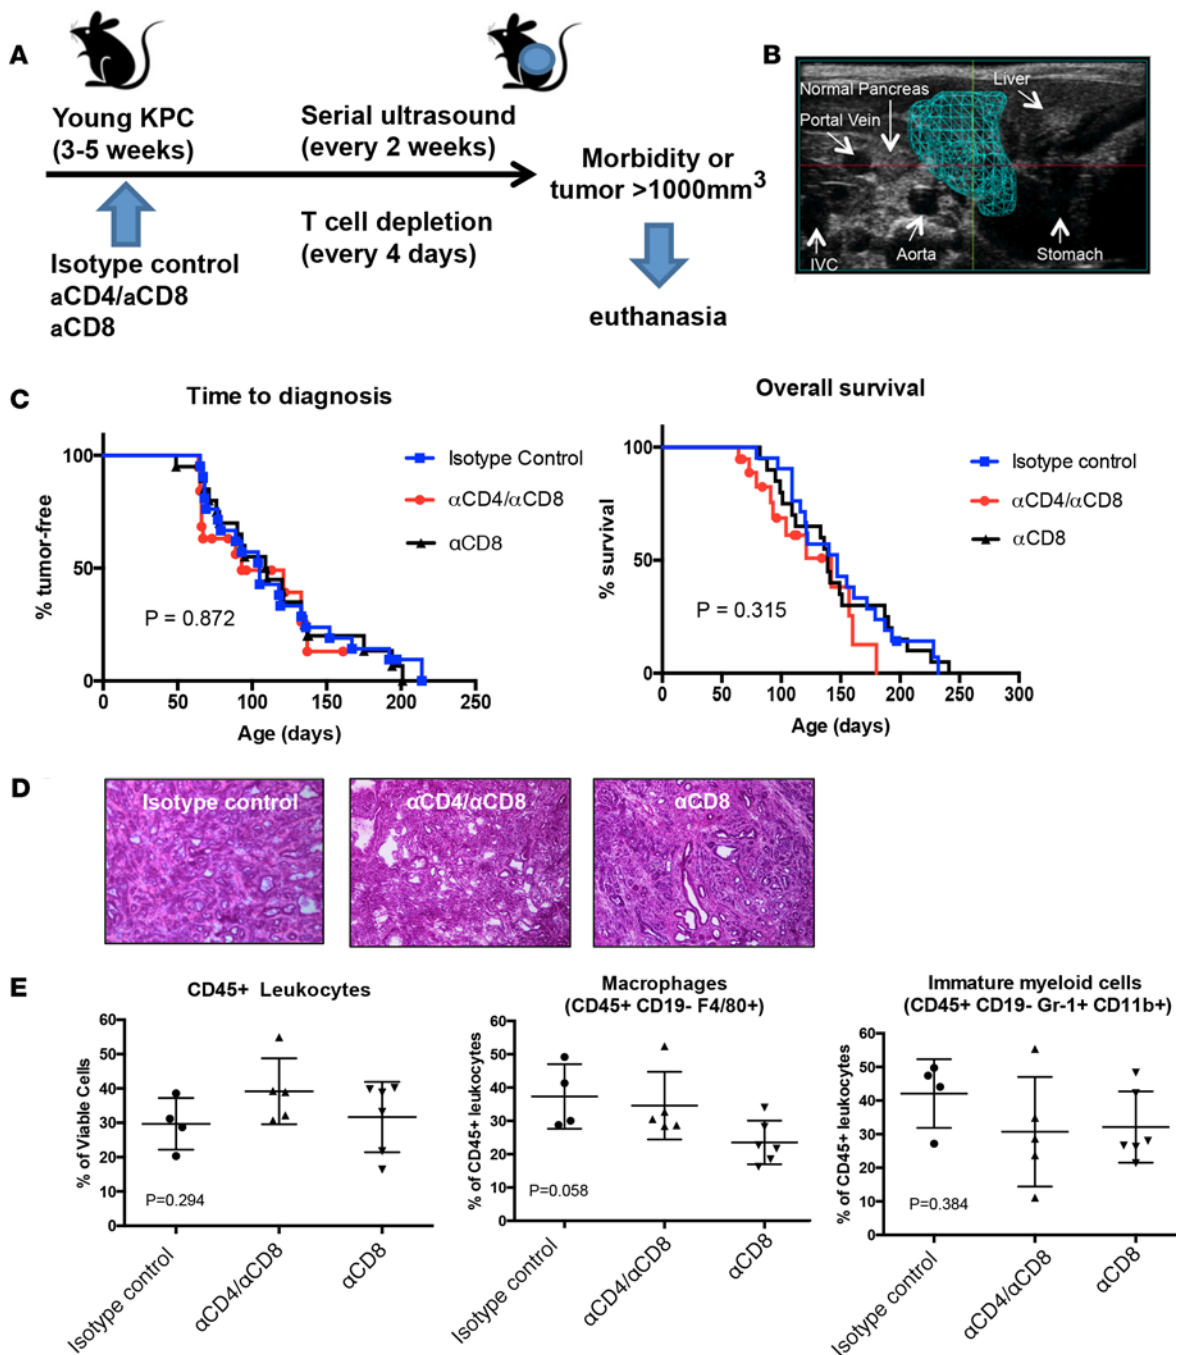 A
Young KPC
(3-5 weeks)
Isotype control
aCD4/aCD8
aCD8
Serial ultrasound
(every 2 weeks)
T cell depletion
(every 4 days)
Morbidity or
tumor >1000mm3
euthanasia
B
Normal Pancreas
Portal Vein
Liver
IVC
Aorta
Stomach
C
Time to diagnosis
% tumor-free
100
50
0
0 50 100 150 200 250
Age (days)
P = 0.872
Isotype Control
αCD4/αCD8
αCD8
Overall survival
% survival
100
50
0
0 50 100 150 200 250 300
Age (days)
P = 0.315
Isotype control
αCD4/αCD8
αCD8
D
Isotype control
αCD4/αCD8
αCD8
E
CD45+ Leukocytes
% of Viable Cells
60
50
40
30
20
10
0
P=0.294
Isotype control
αCD4/αCD8
αCD8
Macrophages
(CD45+ CD19- F4/80+)
% of CD45+ leukocytes
60
50
40
30
20
10
0
P=0.058
Isotype control
αCD4/αCD8
αCD8
Immature myeloid cells
(CD45+ CD19- Gr-1+ CD11b+)
% of CD45+ leukocytes
60
50
40
30
20
10
0
P=0.384
Isotype control
αCD4/αCD8
αCD8